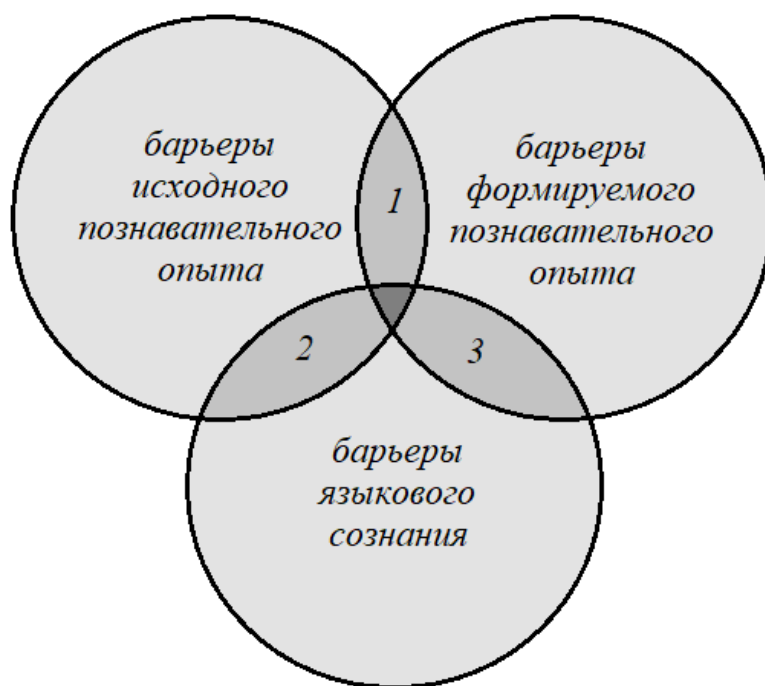 барьеры
исходного
познавательного
опыта
1
барьеры
формируемого
познавательного
опыта
2
3
барьеры
языкового
сознания